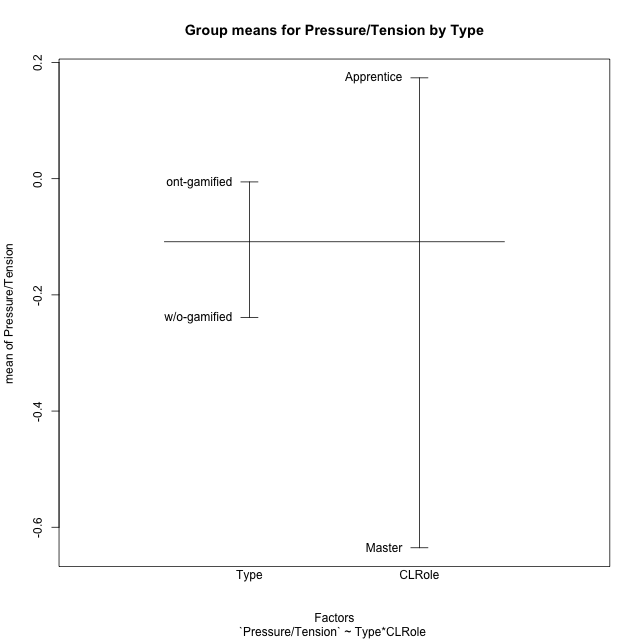 Group means for Pressure/Tension by Type
mean of Pressure/Tension
0.2
0.0
-0.2
-0.4
-0.6
Apprentice
ont-gamified
w/o-gamified
Master
Type
CLRole
Factors
`Pressure/Tension` ~ Type*CLRole